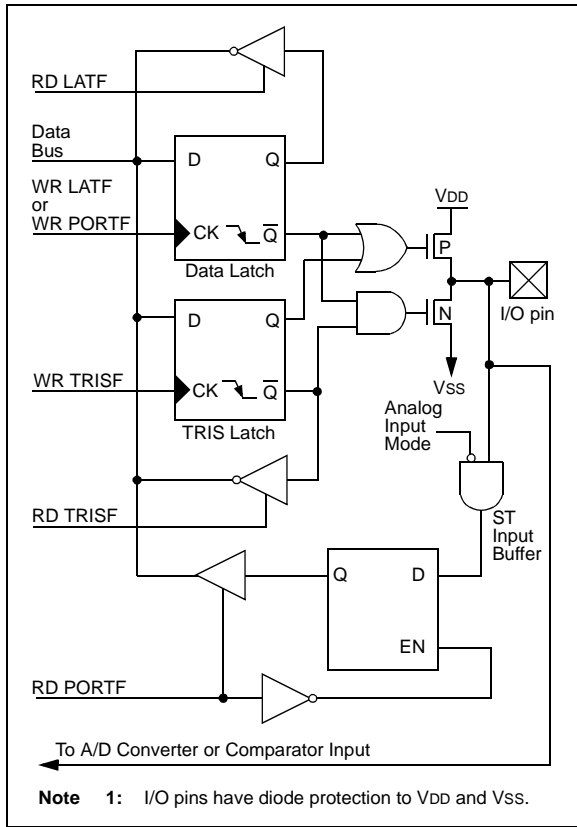 RD LATF
Data
Bus
D Q
WR LATF
or
WR PORTF
CK Q
Data Latch
VDD
P
I/O pin
N
VSS
D Q
WR TRISF
CK Q
TRIS Latch
Analog
Input
Mode
RD TRISF
ST
Input
Buffer
Q D
EN
RD PORTF
To A/D Converter or Comparator Input
Note 1: I/O pins have diode protection to VDD and VSS.